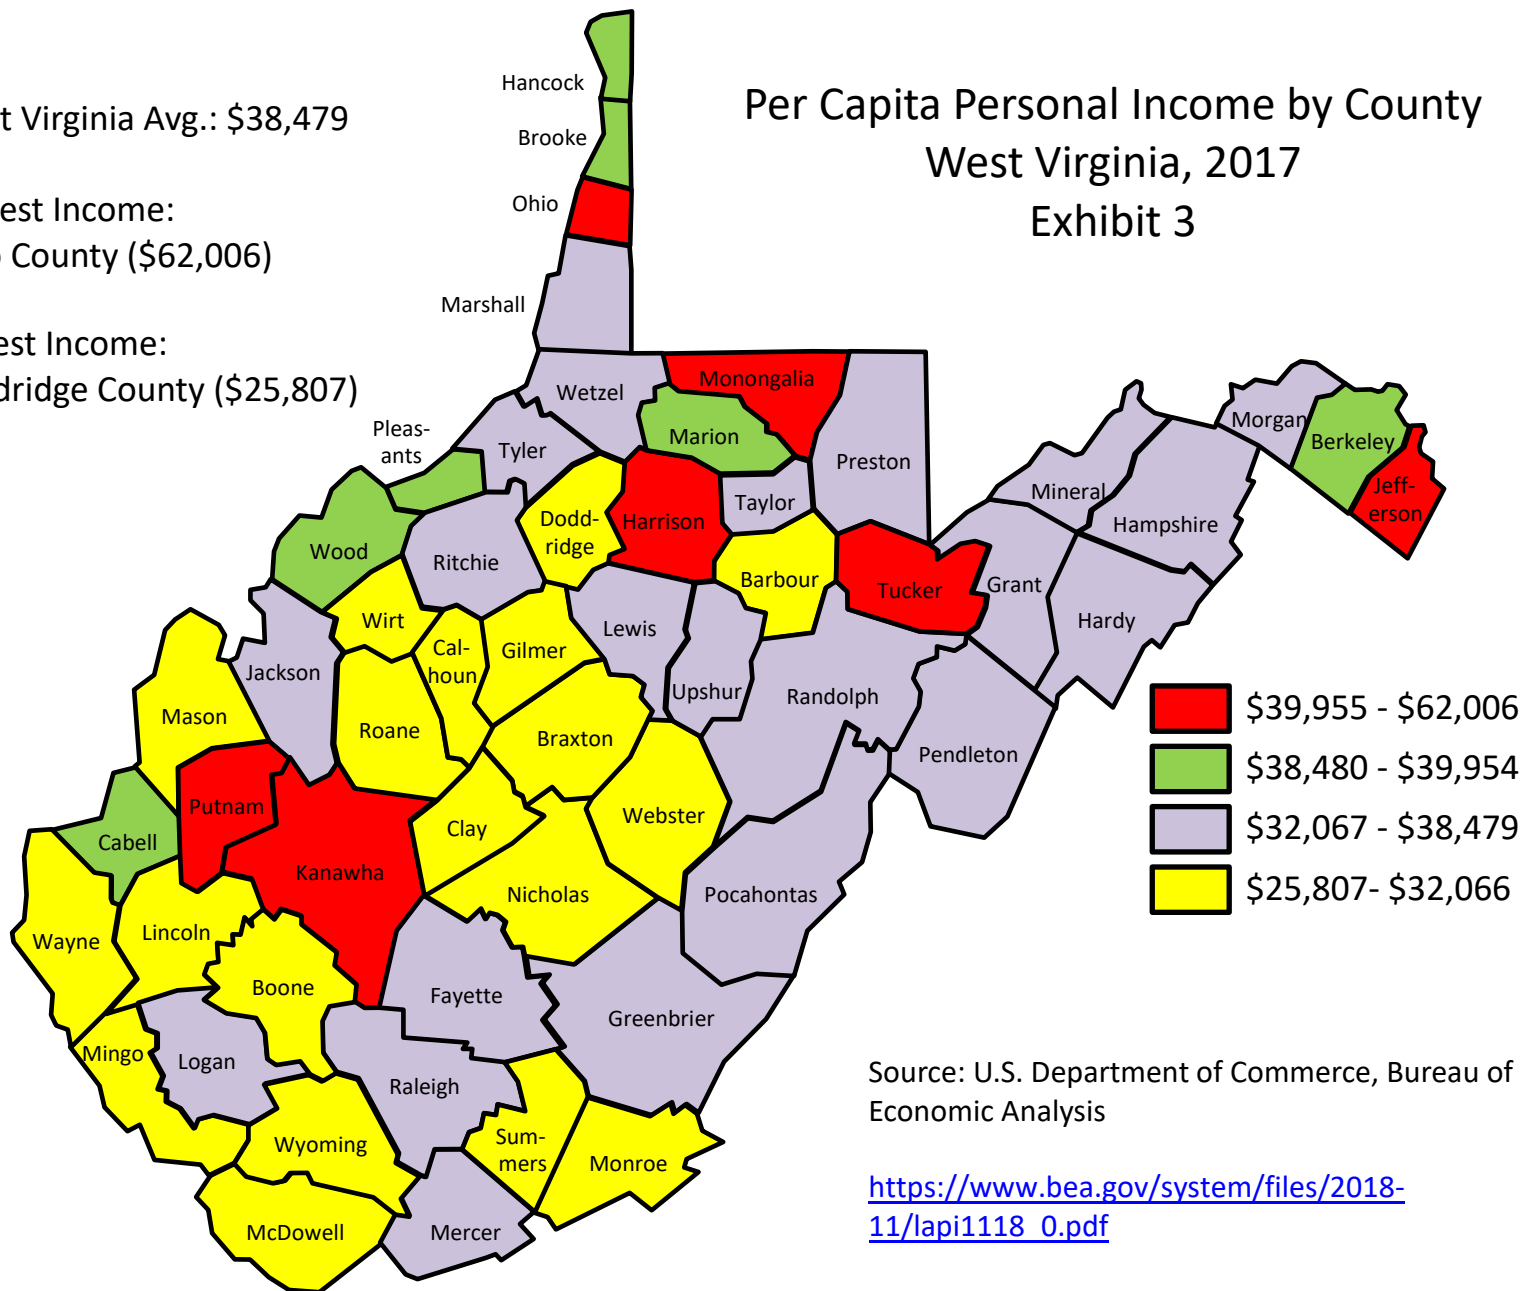 Per Capita Personal Income by County
West Virginia, 2017
Exhibit 3
t Virginia Avg.: $38,479
est Income:
County ($62,006)
est Income:
dridge County ($25,807)
Hancock
Brooke
Ohio
Marshall
Wetzel
Monongalia
Marion
Pleas-
ants
Tyler
Preston
Morgan
Berkeley
Jeff-
erson
Mineral
Hampshire
Taylor
Harrison
Dodd-
ridge
Wood
Ritchie
Barbour
Tucker
Grant
Hardy
Wirt
Cal-
houn
Gilmer
Lewis
Upshur
Randolph
Jackson
Mason
Roane
Braxton
Pendleton
Putnam
Cabell
Clay
Webster
Kanawha
Nicholas
Pocahontas
Wayne
Lincoln
Boone
Fayette
Greenbrier
Mingo
Logan
Raleigh
Wyoming
Sum-
mers
Monroe
McDowell
Mercer
$39,955 - $62,006
$38,480 - $39,954
$32,067 - $38,479
$25,807- $32,066
Source: U.S. Department of Commerce, Bureau of
Economic Analysis
https://www.bea.gov/system/files/2018-
11/lapi1118_0.pdf